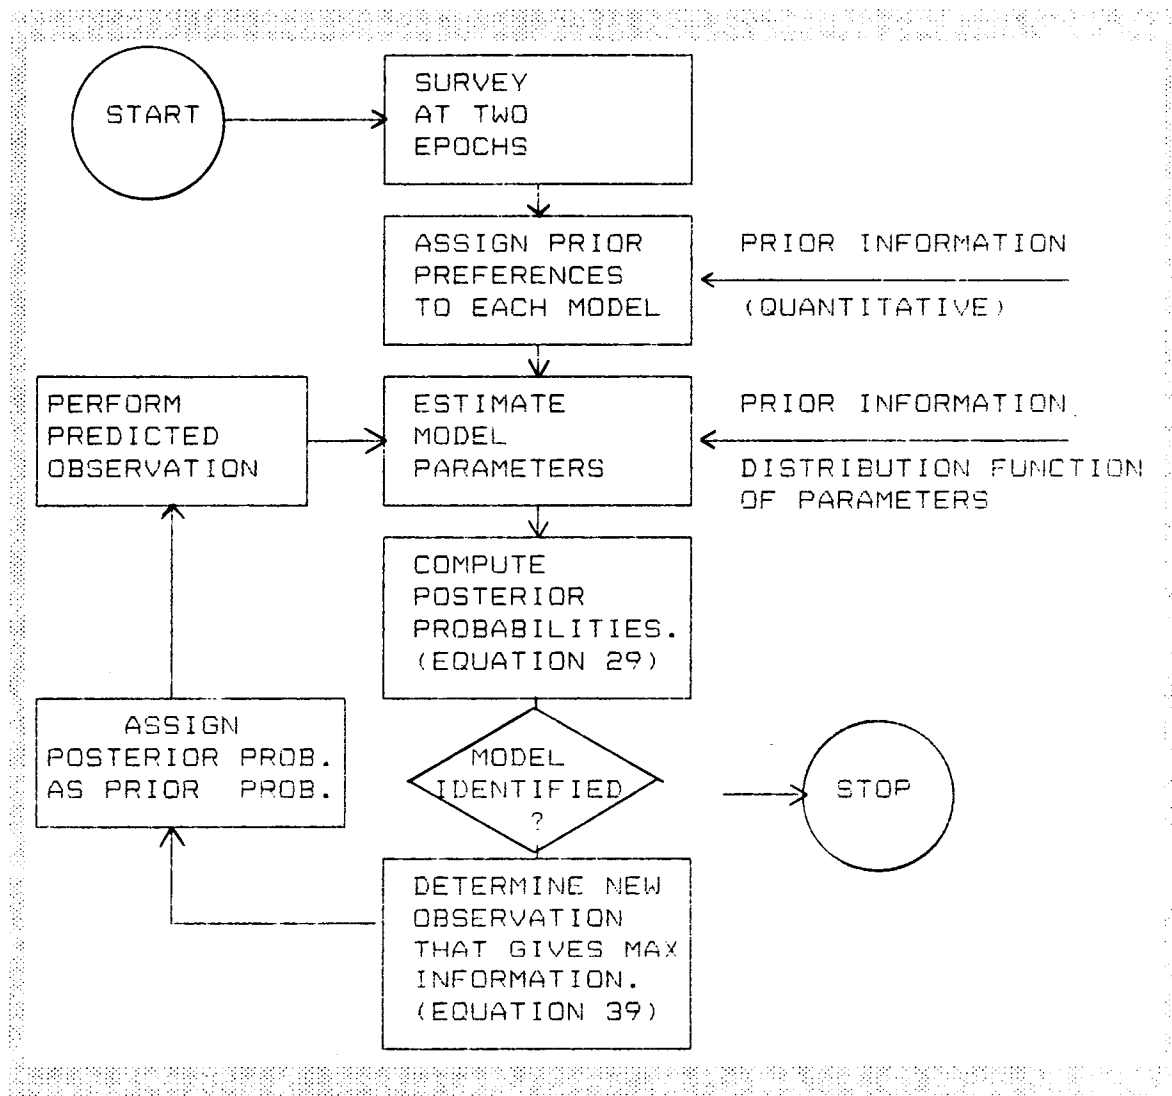 START
SURVEY
AT TWO
EPOCHS
ASSIGN PRIOR
PREFERENCES
TO EACH MODEL
PRIOR INFORMATION
(QUANTITATIVE)
PERFORM
PREDICTED
OBSERVATION
ESTIMATE
MODEL
PARAMETERS
PRIOR INFORMATION
DISTRIBUTION FUNCTION
OF PARAMETERS
COMPUTE
POSTERIOR
PROBABILITIES.
(EQUATION 29)
ASSIGN
POSTERIOR PROB.
AS PRIOR PROB.
MODEL
IDENTIFIED
?
STOP
DETERMINE NEW
OBSERVATION
THAT GIVES MAX
INFORMATION.
(EQUATION 39)